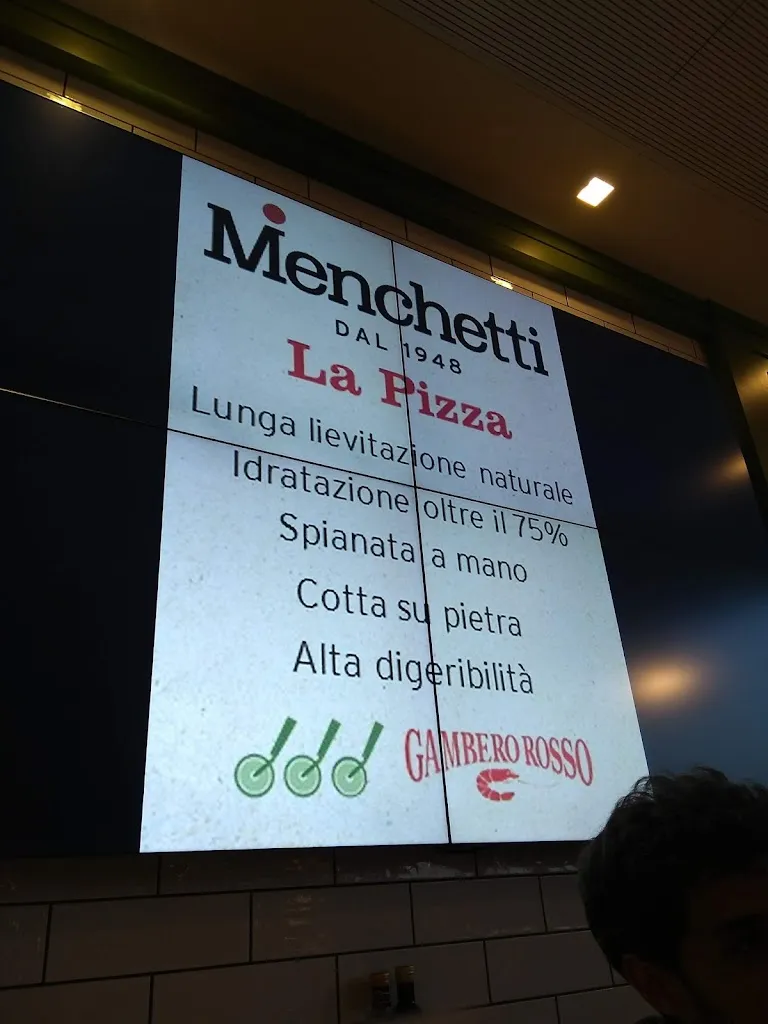 Menchetti
DAL 1948
La Pizza
Lunga lievitazione naturale
Idratazione oltre il 75%
Spianata a mano
Cotta su pietra
Alta digeribilità
GAMBERO ROSSO